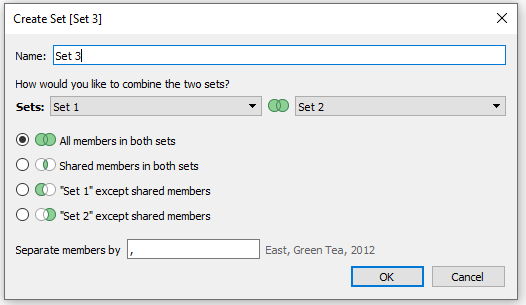 Create Set [Set 3]
Name: Set 3
How would you like to combine the two sets?
Sets: Set 1 Set 2
All members in both sets
Shared members in both sets
"Set 1" except shared members
"Set 2" except shared members
Separate members by , East, Green Tea, 2012
OK Cancel